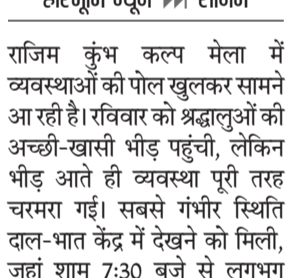 हरिभूमि न्यूज ▶▶ राजिम
राजिम कुंभ कल्प मेला में
व्यवस्थाओं की पोल खुलकर सामने
आ रही है। रविवार को श्रद्धालुओं की
अच्छी-खासी भीड़ पहुंची, लेकिन
भीड़ आते ही व्यवस्था पूरी तरह
चरमरा गई। सबसे गंभीर स्थिति
दाल-भात केंद्र में देखने को मिली,
जहां शाम 7:30 बजे से लगभग